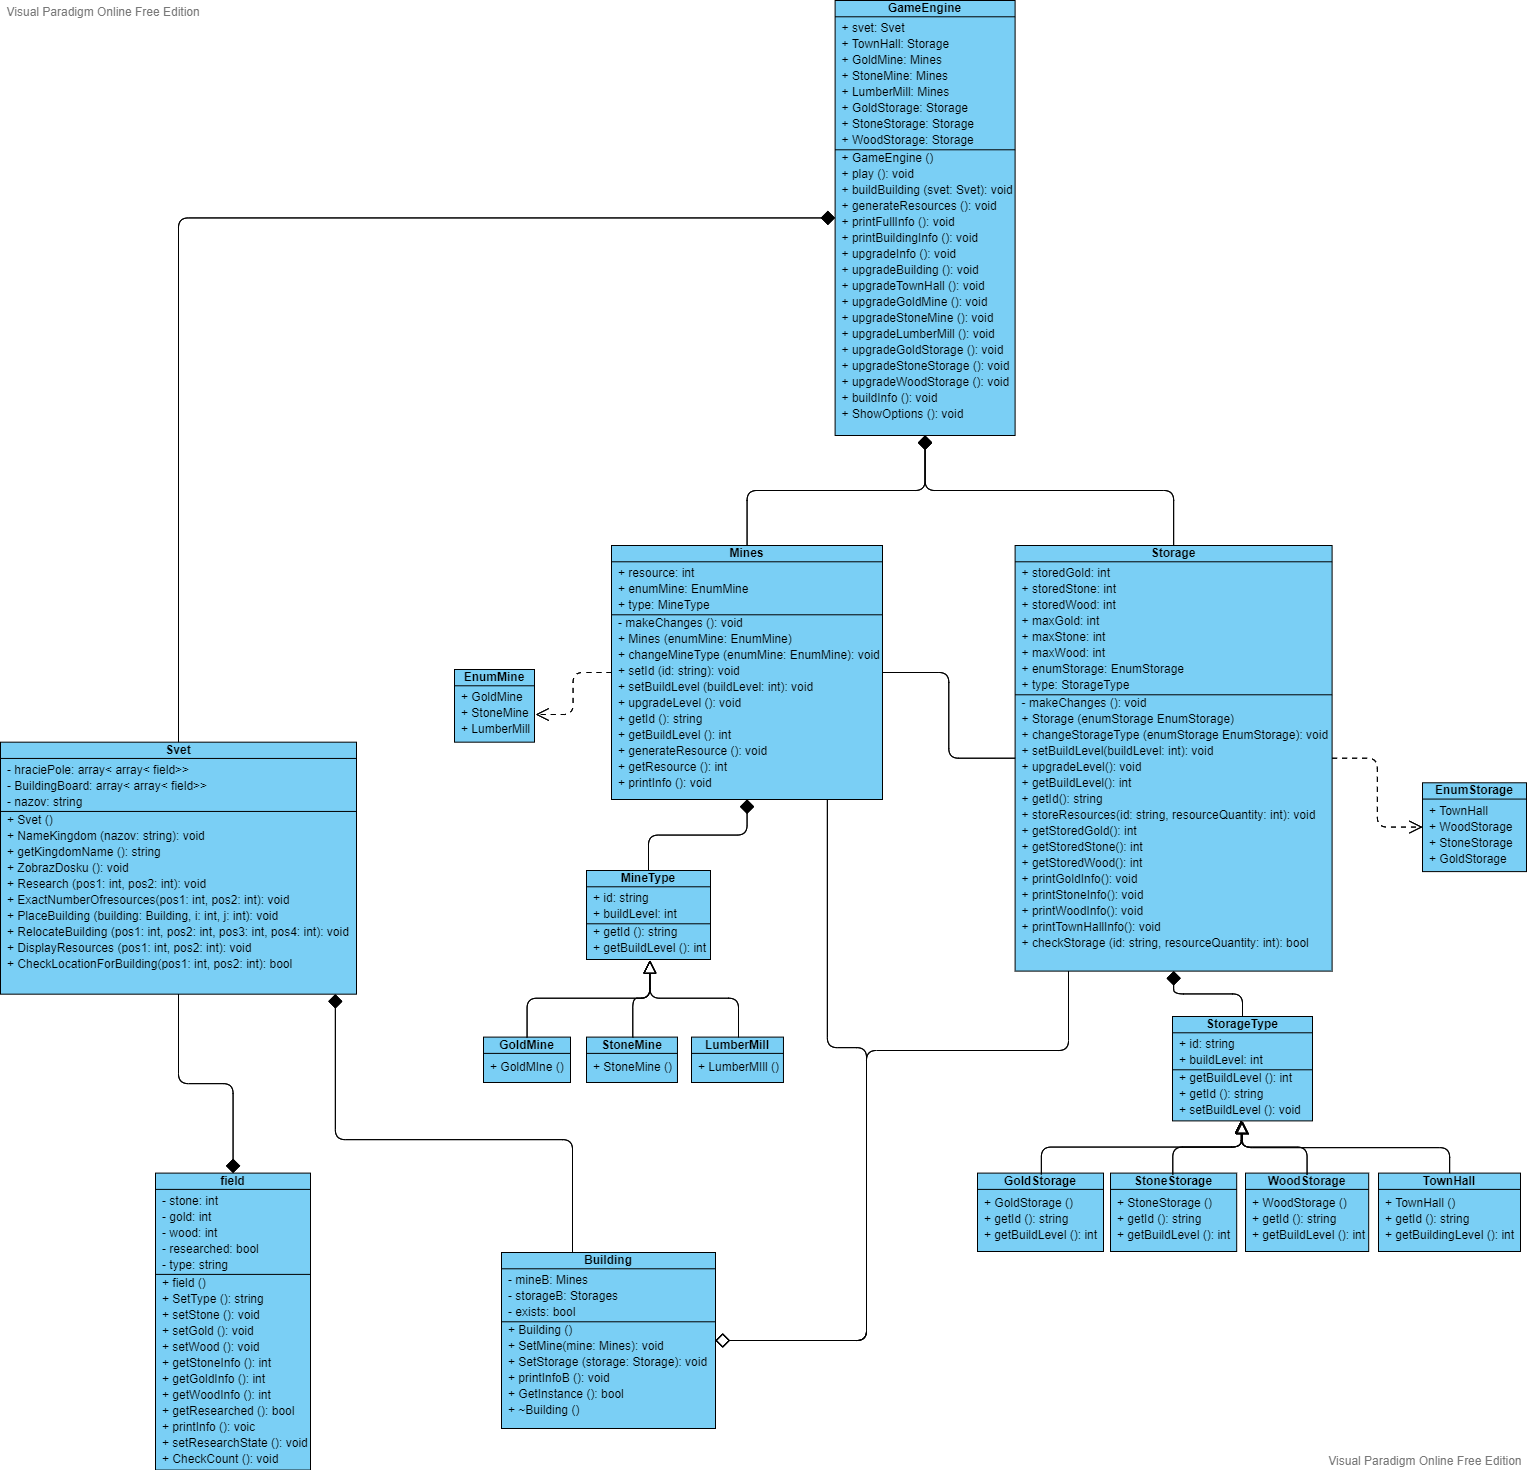 Visual Paradigm Online Free Edition
GameEngine
+ svet: Svet
+ TownHall: Storage
+ GoldMine: Mines
+ StoneMine: Mines
+ LumberMill: Mines
+ GoldStorage: Storage
+ StoneStorage: Storage
+ WoodStorage: Storage
+ GameEngine ()
+ play (): void
+ buildBuilding (svet: Svet): void
+ generateResources (): void
+ printFullInfo (): void
+ printBuildingInfo (): void
+ upgradeInfo (): void
+ upgradeBuilding (): void
+ upgradeTownHall (): void
+ upgradeGoldMine (): void
+ upgradeStoneMine (): void
+ upgradeLumberMill (): void
+ upgradeGoldStorage (): void
+ upgradeStoneStorage (): void
+ upgradeWoodStorage (): void
+ buildInfo (): void
+ ShowOptions (): void
Mines
+ resource: int
+ enumMine: EnumMine
+ type: MineType
- makeChanges (): void
+ Mines (enumMine: EnumMine)
+ changeMineType (enumMine: EnumMine): void
+ setId (id: string): void
+ setBuildLevel (buildLevel: int): void
+ upgradeLevel (): void
+ getId (): string
+ getBuildLevel (): int
+ generateResource (): void
+ getResource (): int
+ printInfo (): void
Storage
+ storedGold: int
+ storedStone: int
+ storedWood: int
+ maxGold: int
+ maxStone: int
+ maxWood: int
+ enumStorage: EnumStorage
+ type: StorageType
- makeChanges (): void
+ Storage (enumStorage EnumStorage)
+ changeStorageType (enumStorage EnumStorage): void
+ setBuildLevel(buildLevel: int): void
+ upgradeLevel(): void
+ getBuildLevel(): int
+ getId(): string
+ storeResources(id: string, resourceQuantity: int): void
+ getStoredGold(): int
+ getStoredStone(): int
+ getStoredWood(): int
+ printGoldInfo(): void
+ printStoneInfo(): void
+ printWoodInfo(): void
+ printTownHallInfo(): void
+ checkStorage (id: string, resourceQuantity: int): bool
EnumMine
+ GoldMine
+ StoneMine
+ LumberMill
EnumStorage
+ TownHall
+ WoodStorage
+ StoneStorage
+ GoldStorage
Svet
- hraciePole: array< array< field>>
- BuildingBoard: array< array< field>>
- nazov: string
+ Svet ()
+ NameKingdom (nazov: string): void
+ getKingdomName (): string
+ ZobrazDosku (): void
+ Research (pos1: int, pos2: int): void
+ ExactNumberOfresources(pos1: int, pos2: int): void
+ PlaceBuilding (building: Building, i: int, j: int): void
+ RelocateBuilding (pos1: int, pos2: int, pos3: int, pos4: int): void
+ DisplayResources (pos1: int, pos2: int): void
+ CheckLocationForBuilding(pos1: int, pos2: int): bool
MineType
+ id: string
+ buildLevel: int
+ getId (): string
+ getBuildLevel (): int
GoldMine
+ GoldMIne ()
StoneMine
+ StoneMine ()
LumberMill
+ LumberMIll ()
StorageType
+ id: string
+ buildLevel: int
+ getBuildLevel (): int
+ getId (): string
+ setBuildLevel (): void
GoldStorage
+ GoldStorage ()
+ getId (): string
+ getBuildLevel (): int
StoneStorage
+ StoneStorage ()
+ getId (): string
+ getBuildLevel (): int
WoodStorage
+ WoodStorage ()
+ getId (): string
+ getBuildLevel (): int
TownHall
+ TownHall ()
+ getId (): string
+ getBuildingLevel (): int
field
- stone: int
- gold: int
- wood: int
- researched: bool
- type: string
+ field ()
+ SetType (): string
+ setStone (): void
+ setGold (): void
+ setWood (): void
+ getStoneInfo (): int
+ getGoldInfo (): int
+ getWoodInfo (): int
+ getResearched (): bool
+ printInfo (): voic
+ setResearchState (): void
+ CheckCount (): void
Building
- mineB: Mines
- storageB: Storages
- exists: bool
+ Building ()
+ SetMine(mine: Mines): void
+ SetStorage (storage: Storage): void
+ printInfoB (): void
+ GetInstance (): bool
+ ~Building ()
Visual Paradigm Online Free Edition